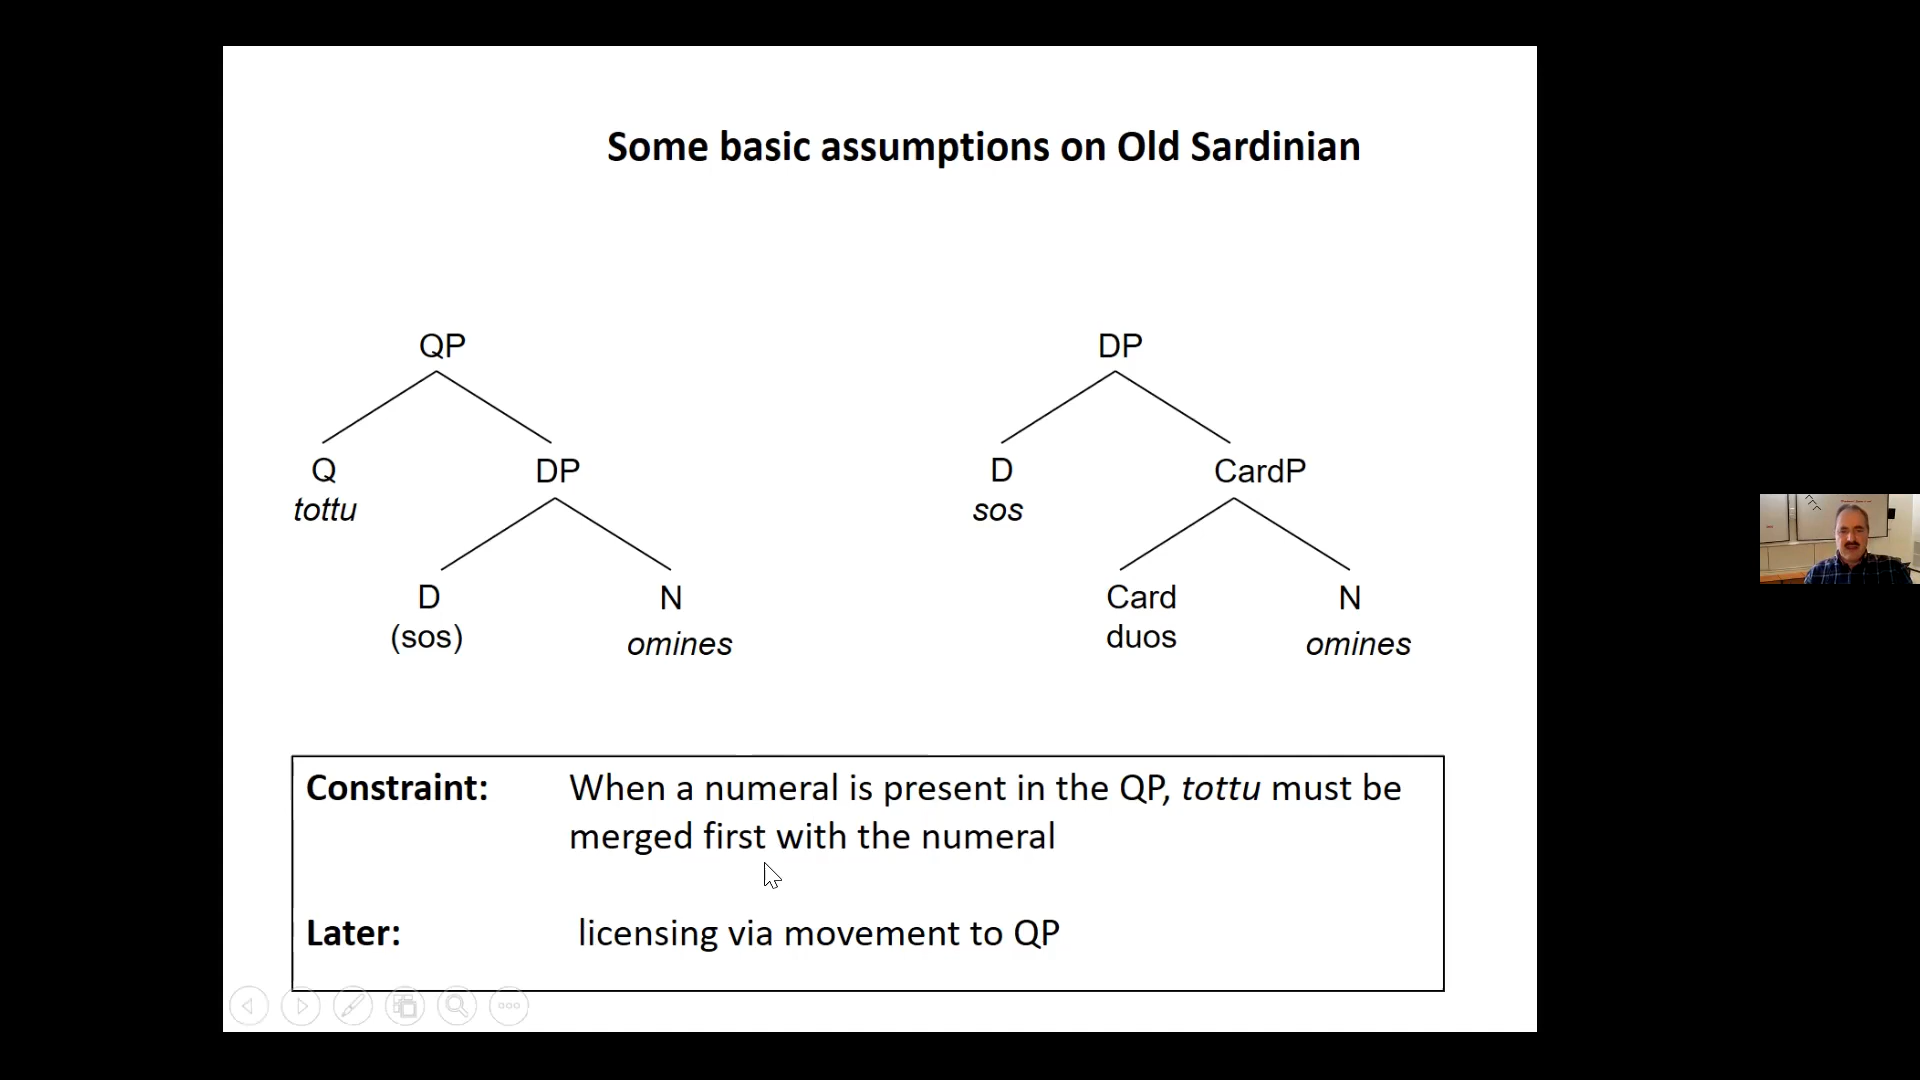 Some basic assumptions on Old Sardinian
QP
Q
tottu
DP
D
(sos)
N
omines
DP
D
sos
CardP
Card
duos
N
omines
Constraint: When a numeral is present in the QP, tottu must be
merged first with the numeral
Later: licensing via movement to QP